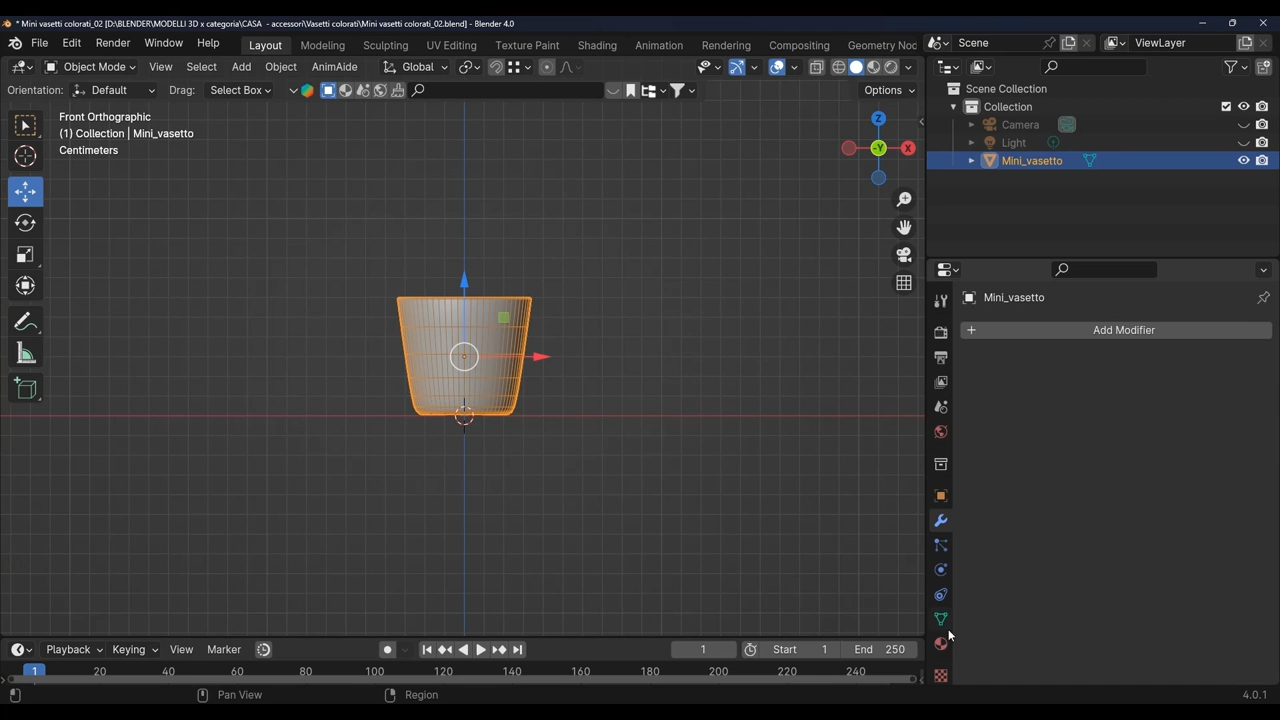 * Mini vasetti colorati_02 [D:\BLENDER\MODELLI 3D x categoria\CASA - accessori\Vasetti colorati\Mini vasetti colorati_02.blend] - Blender 4.0
File Edit Render Window Help Layout Modeling Sculpting UV Editing Texture Paint Shading Animation Rendering Compositing Geometry Nod Scene ViewLayer
Object Mode View Select Add Object AnimAide Global
Orientation: Default Drag: Select Box Options
Front Orthographic
(1) Collection | Mini_vasetto
Centimeters
Z
-Y X
Scene Collection
Collection
Camera
Light
Mini_vasetto
Mini_vasetto
+ Add Modifier
Playback Keying View Marker 1 Start 1 End 250
1 20 40 60 80 100 120 140 160 180 200 220 240
Pan View Region 4.0.1